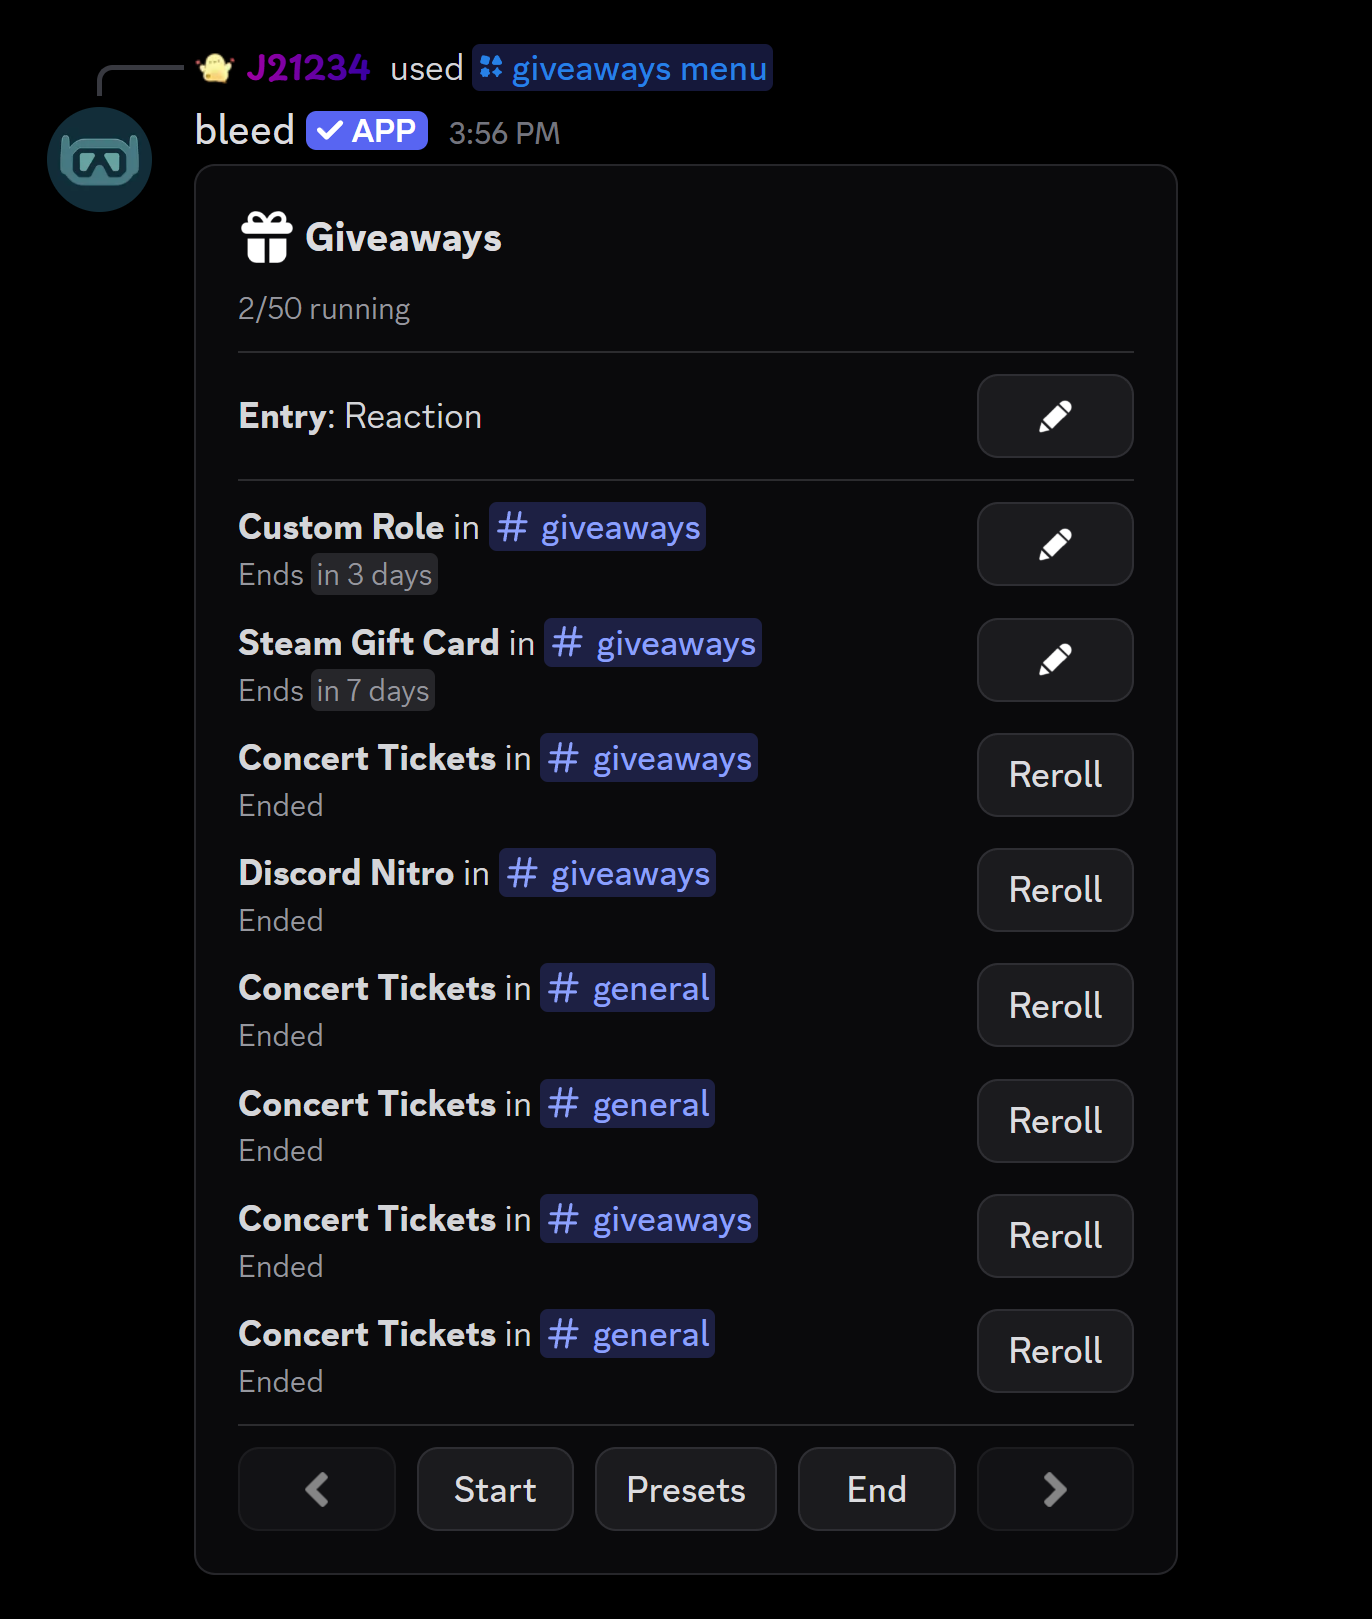 J21234 used giveaways menu
bleed APP 3:56 PM
Giveaways
2/50 running
Entry: Reaction
Custom Role in # giveaways
Ends in 3 days
Steam Gift Card in # giveaways
Ends in 7 days
Concert Tickets in # giveaways
Ended
Reroll
Discord Nitro in # giveaways
Ended
Reroll
Concert Tickets in # general
Ended
Reroll
Concert Tickets in # general
Ended
Reroll
Concert Tickets in # giveaways
Ended
Reroll
Concert Tickets in # general
Ended
Reroll
Start Presets End